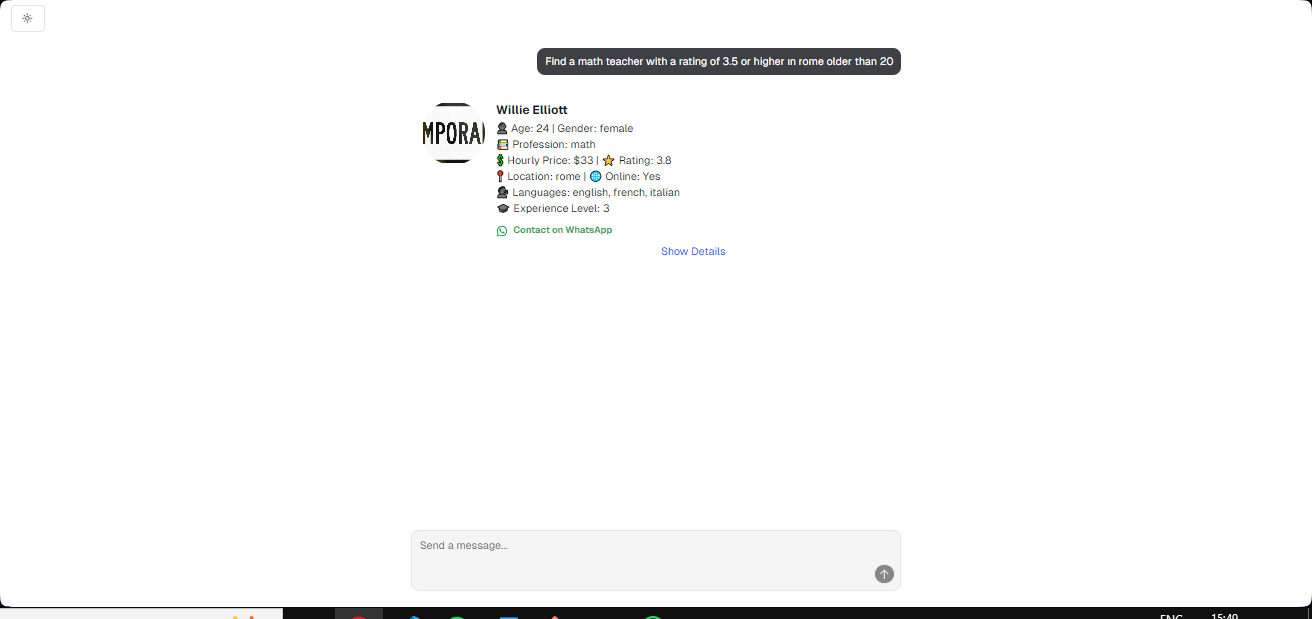 Find a math teacher with a rating of 3.5 or higher ın rome older than 20
MPORA
Willie Elliott
Age: 24 | Gender: female
Profession: math
Hourly Price: $33 | Rating: 3.8
Location: rome | Online: Yes
Languages: english, french, italian
Experience Level: 3
Contact on WhatsApp
Show Details
Send a message...
ENG 15:49